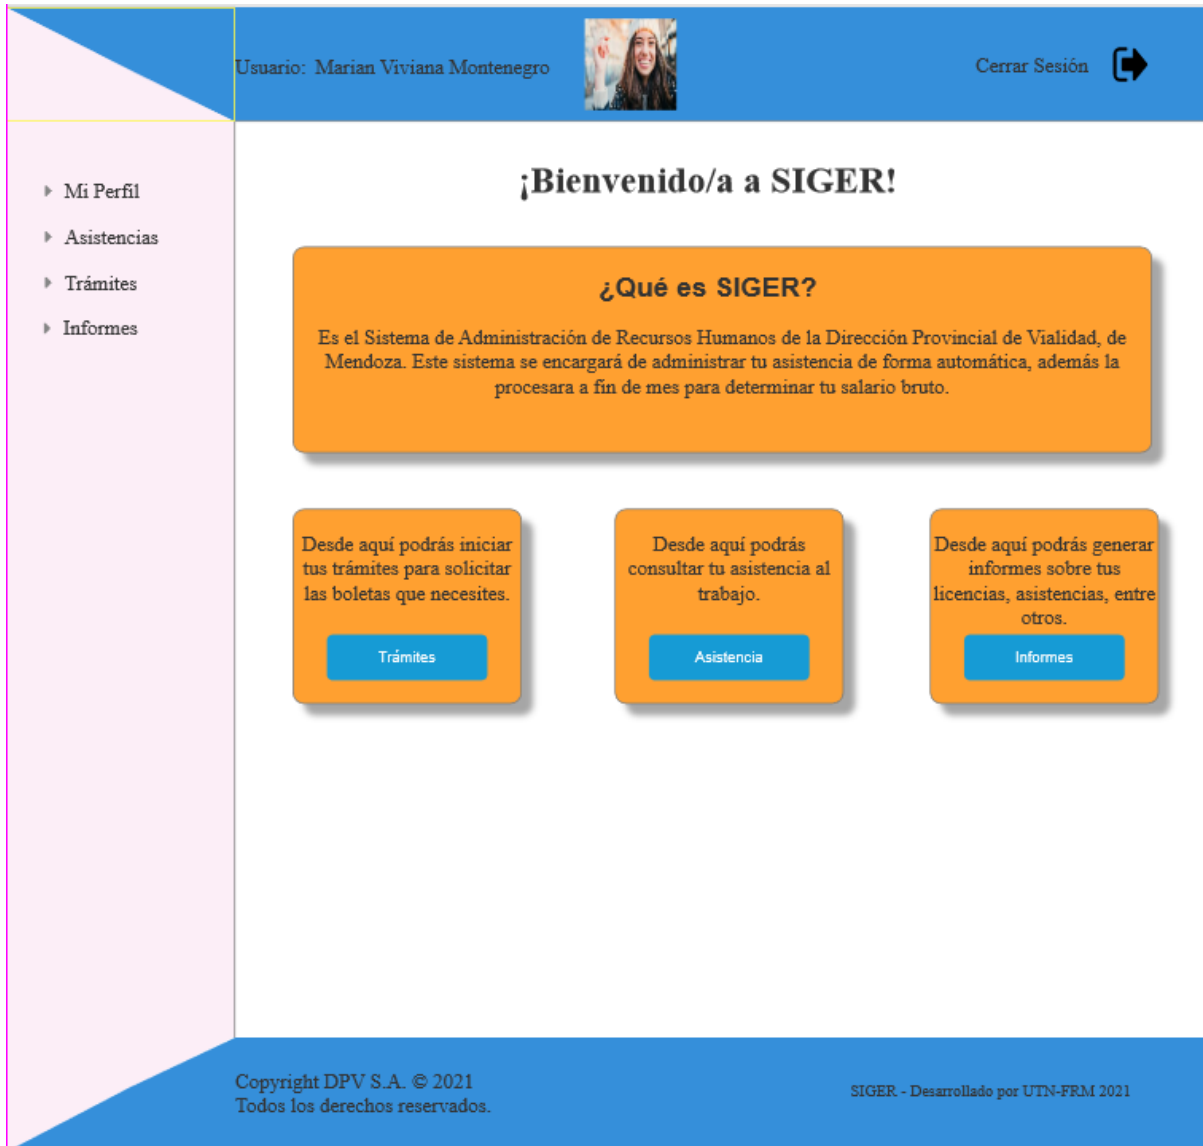 Usuario: Marian Viviana Montenegro
Cerrar Sesión
Mi Perfil
Asistencias
Trámites
Informes
¡Bienvenido/a a SIGER!
¿Qué es SIGER?
Es el Sistema de Administración de Recursos Humanos de la Dirección Provincial de Vialidad, de
Mendoza. Este sistema se encargará de administrar tu asistencia de forma automática, además la
procesara a fin de mes para determinar tu salario bruto.
Desde aquí podrás iniciar
tus trámites para solicitar
las boletas que necesites.
Trámites
Desde aquí podrás
consultar tu asistencia al
trabajo.
Asistencia
Desde aquí podrás generar
informes sobre tus
licencias, asistencias, entre
otros.
Informes
Copyright DPV S.A. © 2021
Todos los derechos reservados.
SIGER - Desarrollado por UTN-FRM 2021